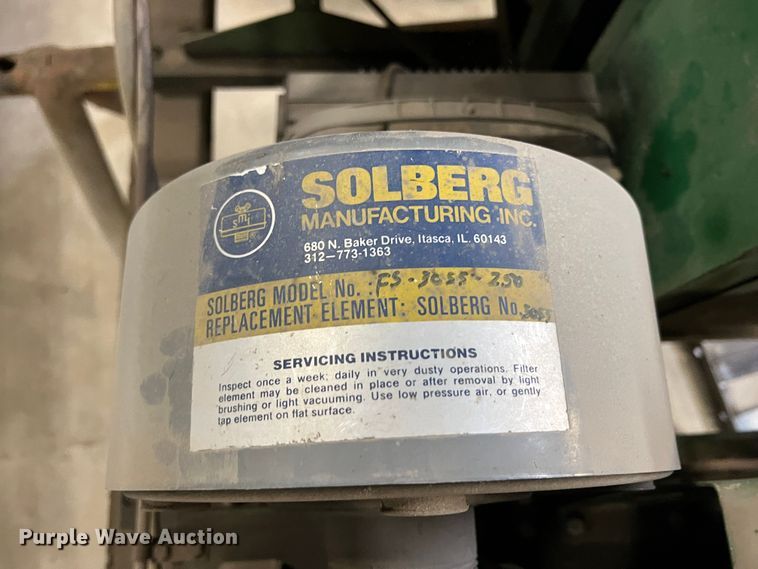 smi
SOLBERG
MANUFACTURING INC.
680 N. Baker Drive, Itasca, IL. 60143
312-773-1363
SOLBERG MODEL No.: FS-3055-250
REPLACEMENT ELEMENT: SOLBERG No. 3055
SERVICING INSTRUCTIONS
Inspect once a week; daily in very dusty operations. Filter
element may be cleaned in place or after removal by light
brushing or light vacuuming. Use low pressure air, or gently
tap element on flat surface.
Purple Wave Auction